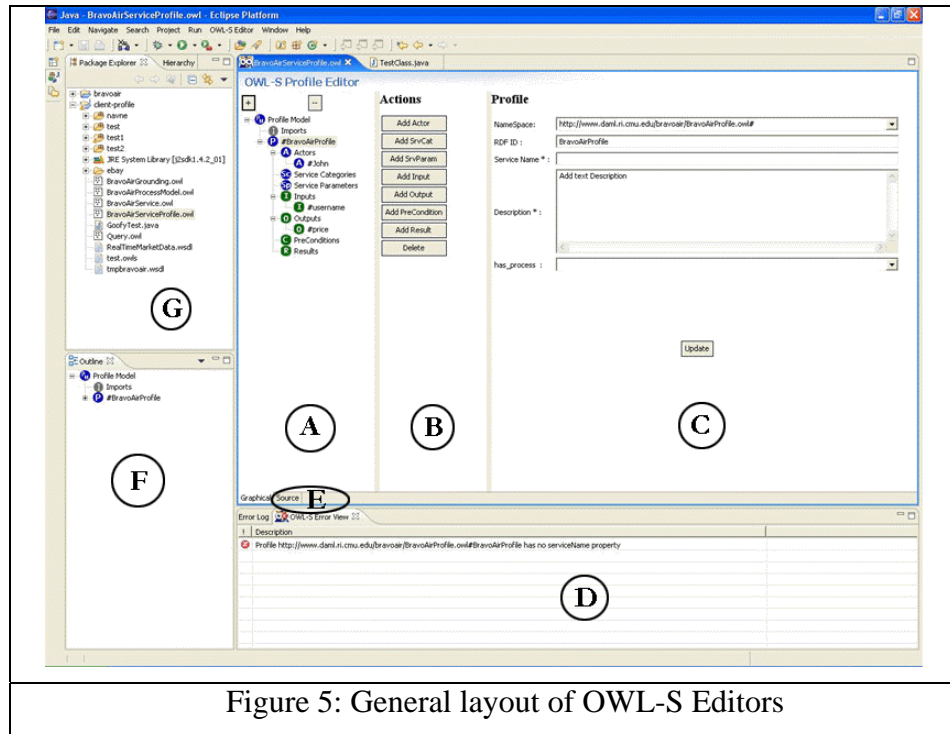 Java - BravoAirServiceProfile.owl - Eclipse Platform
File Edit Navigate Search Project Run OWL-S Editor Window Help
Package Explorer Hierarchy
bravoair
client-profile
navne
test
test1
test2
JRE System Library [j2sdk1.4.2_01]
ebay
BravoAirGrounding.owl
BravoAirProcessModel.owl
BravoAirService.owl
BravoAirServiceProfile.owl
GoofyTest.java
Query.owl
RealTimeMarketData.wsdl
test.owls
tmpbravoair.wsdl
G
Outline
Profile Model
Imports
#BravoAirProfile
F
BravoAirServiceProfile.owl TestClass.java
OWL-S Profile Editor
+ --
Profile Model
Imports
P #BravoAirProfile
A Actors
A #John
Sc Service Categories
Sp Service Parameters
I Inputs
I #username
O Outputs
O #price
C PreConditions
R Results
A
Actions
Add Actor
Add SrvCat
Add SrvParam
Add Input
Add Output
Add PreCondition
Add Result
Delete
B
Profile
NameSpace: http://www.daml.ri.cmu.edu/bravoair/BravoAirProfile.owl#
RDF ID : BravoAirProfile
Service Name * :
Description * : Add text Description
has_process :
Update
C
Graphical Source
E
Error Log OWL-S Error View
! Description
Profile http://www.daml.ri.cmu.edu/bravoair/BravoAirProfile.owl#BravoAirProfile has no serviceName property
D
Figure 5: General layout of OWL-S Editors